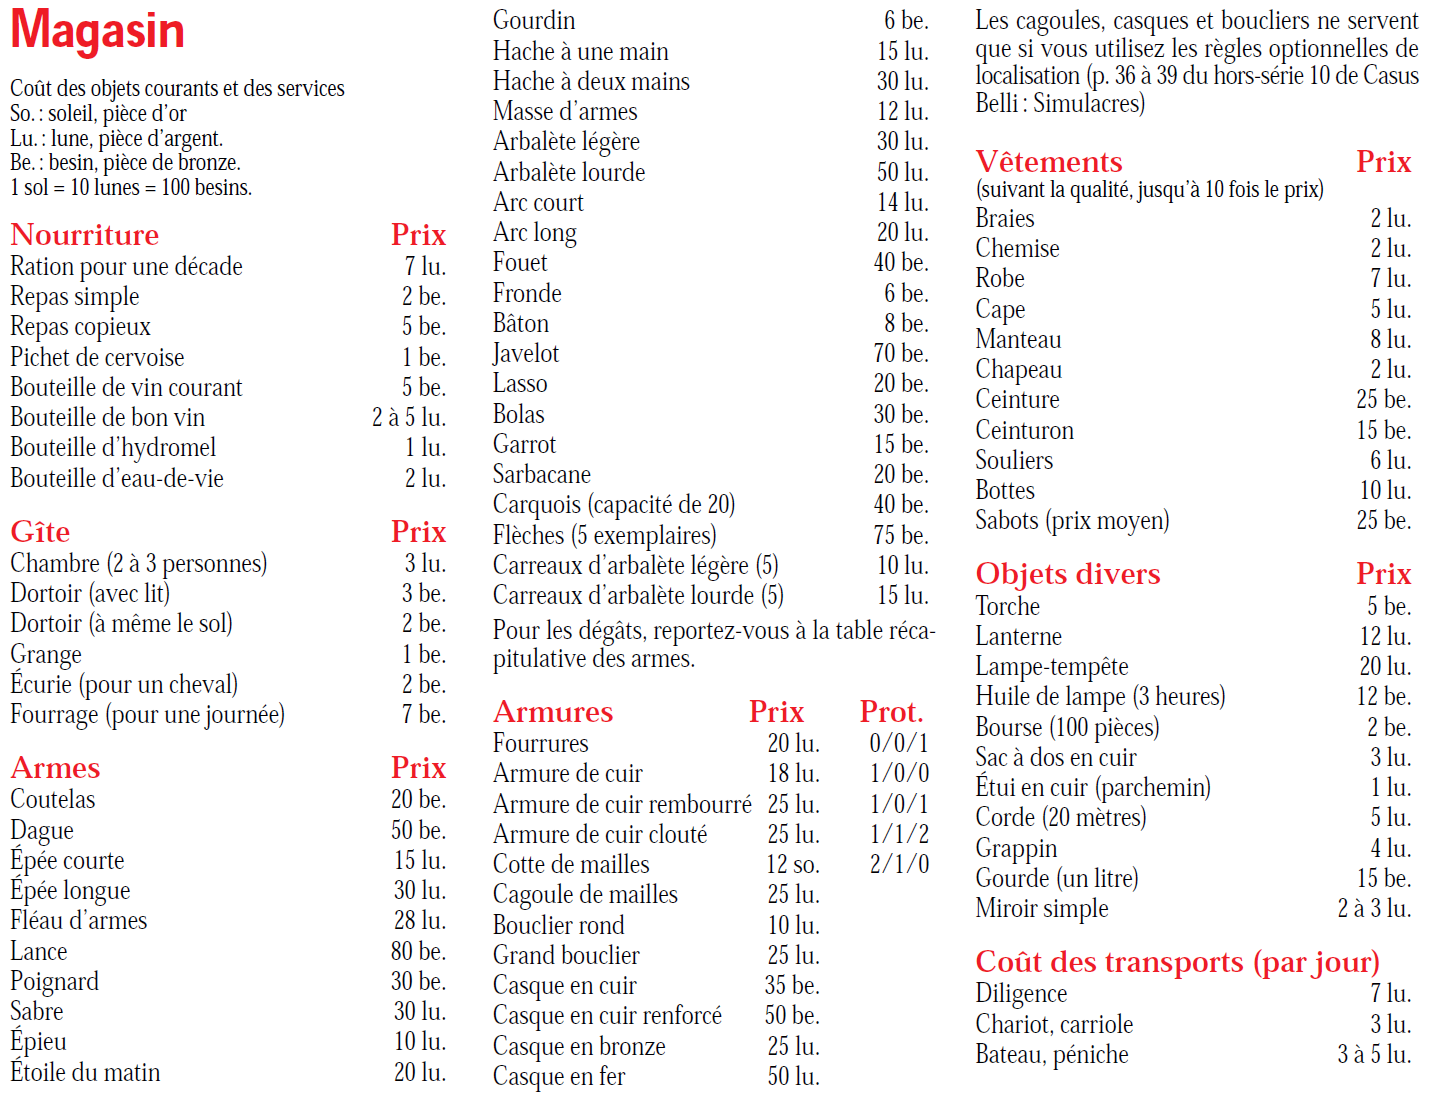 Magasin
Coût des objets courants et des services
So. : soleil, pièce d’or
Lu. : lune, pièce d’argent.
Be. : besin, pièce de bronze.
1 sol = 10 lunes = 100 besins.
Nourriture Prix
Ration pour une décade 7 lu.
Repas simple 2 be.
Repas copieux 5 be.
Pichet de cervoise 1 be.
Bouteille de vin courant 5 be.
Bouteille de bon vin 2 à 5 lu.
Bouteille d’hydromel 1 lu.
Bouteille d’eau-de-vie 2 lu.
Gîte Prix
Chambre (2 à 3 personnes) 3 lu.
Dortoir (avec lit) 3 be.
Dortoir (à même le sol) 2 be.
Grange 1 be.
Écurie (pour un cheval) 2 be.
Fourrage (pour une journée) 7 be.
Armes Prix
Coutelas 20 be.
Dague 50 be.
Épée courte 15 lu.
Épée longue 30 lu.
Fléau d’armes 28 lu.
Lance 80 be.
Poignard 30 be.
Sabre 30 lu.
Épieu 10 lu.
Étoile du matin 20 lu.
Gourdin 6 be.
Hache à une main 15 lu.
Hache à deux mains 30 lu.
Masse d’armes 12 lu.
Arbalète légère 30 lu.
Arbalète lourde 50 lu.
Arc court 14 lu.
Arc long 20 lu.
Fouet 40 be.
Fronde 6 be.
Bâton 8 be.
Javelot 70 be.
Lasso 20 be.
Bolas 30 be.
Garrot 15 be.
Sarbacane 20 be.
Carquois (capacité de 20) 40 be.
Flèches (5 exemplaires) 75 be.
Carreaux d’arbalète légère (5) 10 lu.
Carreaux d’arbalète lourde (5) 15 lu.
Pour les dégâts, reportez-vous à la table réca-
pitulative des armes.
Armures Prix Prot.
Fourrures 20 lu. 0/0/1
Armure de cuir 18 lu. 1/0/0
Armure de cuir rembourré 25 lu. 1/0/1
Armure de cuir clouté 25 lu. 1/1/2
Cotte de mailles 12 so. 2/1/0
Cagoule de mailles 25 lu.
Bouclier rond 10 lu.
Grand bouclier 25 lu.
Casque en cuir 35 be.
Casque en cuir renforcé 50 be.
Casque en bronze 25 lu.
Casque en fer 50 lu.
Les cagoules, casques et boucliers ne servent
que si vous utilisez les règles optionnelles de
localisation (p. 36 à 39 du hors-série 10 de Casus
Belli : Simulacres)
Vêtements Prix
(suivant la qualité, jusqu’à 10 fois le prix)
Braies 2 lu.
Chemise 2 lu.
Robe 7 lu.
Cape 5 lu.
Manteau 8 lu.
Chapeau 2 lu.
Ceinture 25 be.
Ceinturon 15 be.
Souliers 6 lu.
Bottes 10 lu.
Sabots (prix moyen) 25 be.
Objets divers Prix
Torche 5 be.
Lanterne 12 lu.
Lampe-tempête 20 lu.
Huile de lampe (3 heures) 12 be.
Bourse (100 pièces) 2 be.
Sac à dos en cuir 3 lu.
Étui en cuir (parchemin) 1 lu.
Corde (20 mètres) 5 lu.
Grappin 4 lu.
Gourde (un litre) 15 be.
Miroir simple 2 à 3 lu.
Coût des transports (par jour)
Diligence 7 lu.
Chariot, carriole 3 lu.
Bateau, péniche 3 à 5 lu.